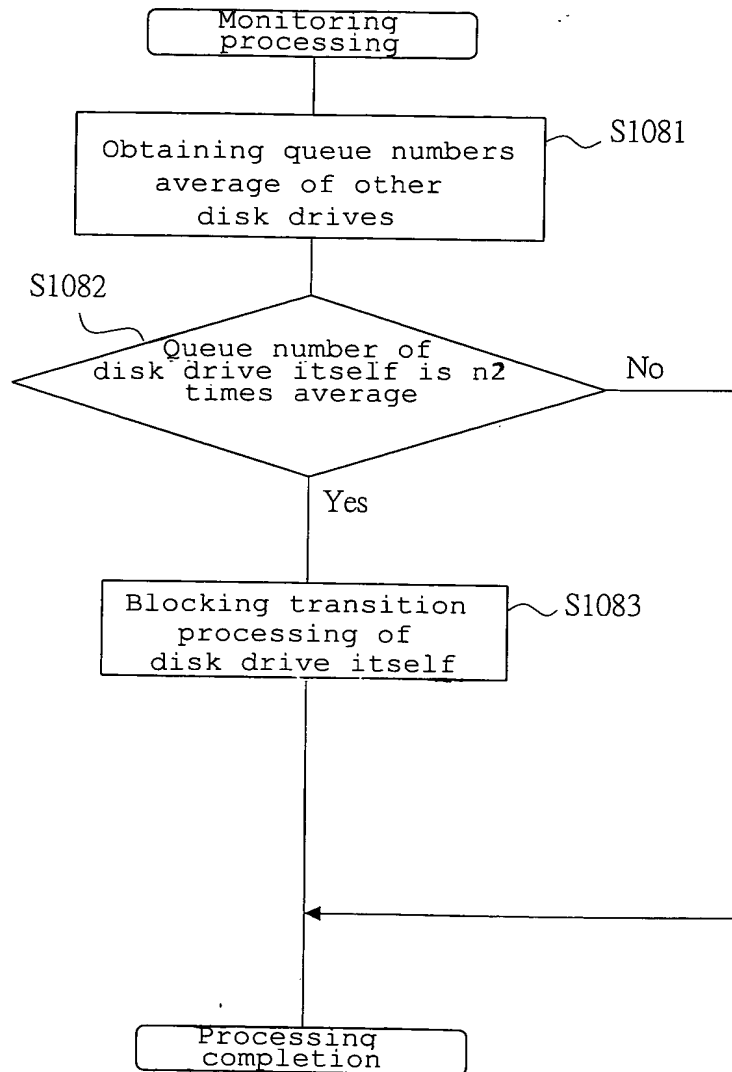 Monitoring
processing
S1081
Obtaining queue numbers
average of other
disk drives
S1082
Queue number of
disk drive itself is n2
times average
No
Yes
Blocking transition
processing of
disk drive itself
S1083
Processing
completion